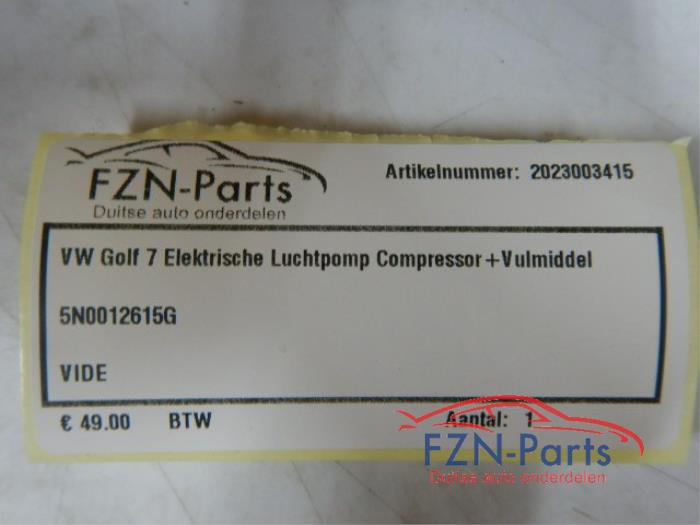 FZN-Parts
Duitse auto onderdelen
Artikelnummer: 2023003415
VW Golf 7 Elektrische Luchtpomp Compressor+Vulmiddel
5N0012615G
VIDE
€ 49.00 BTW Aantal: 1
FZN-Parts
Duitse auto onderdelen